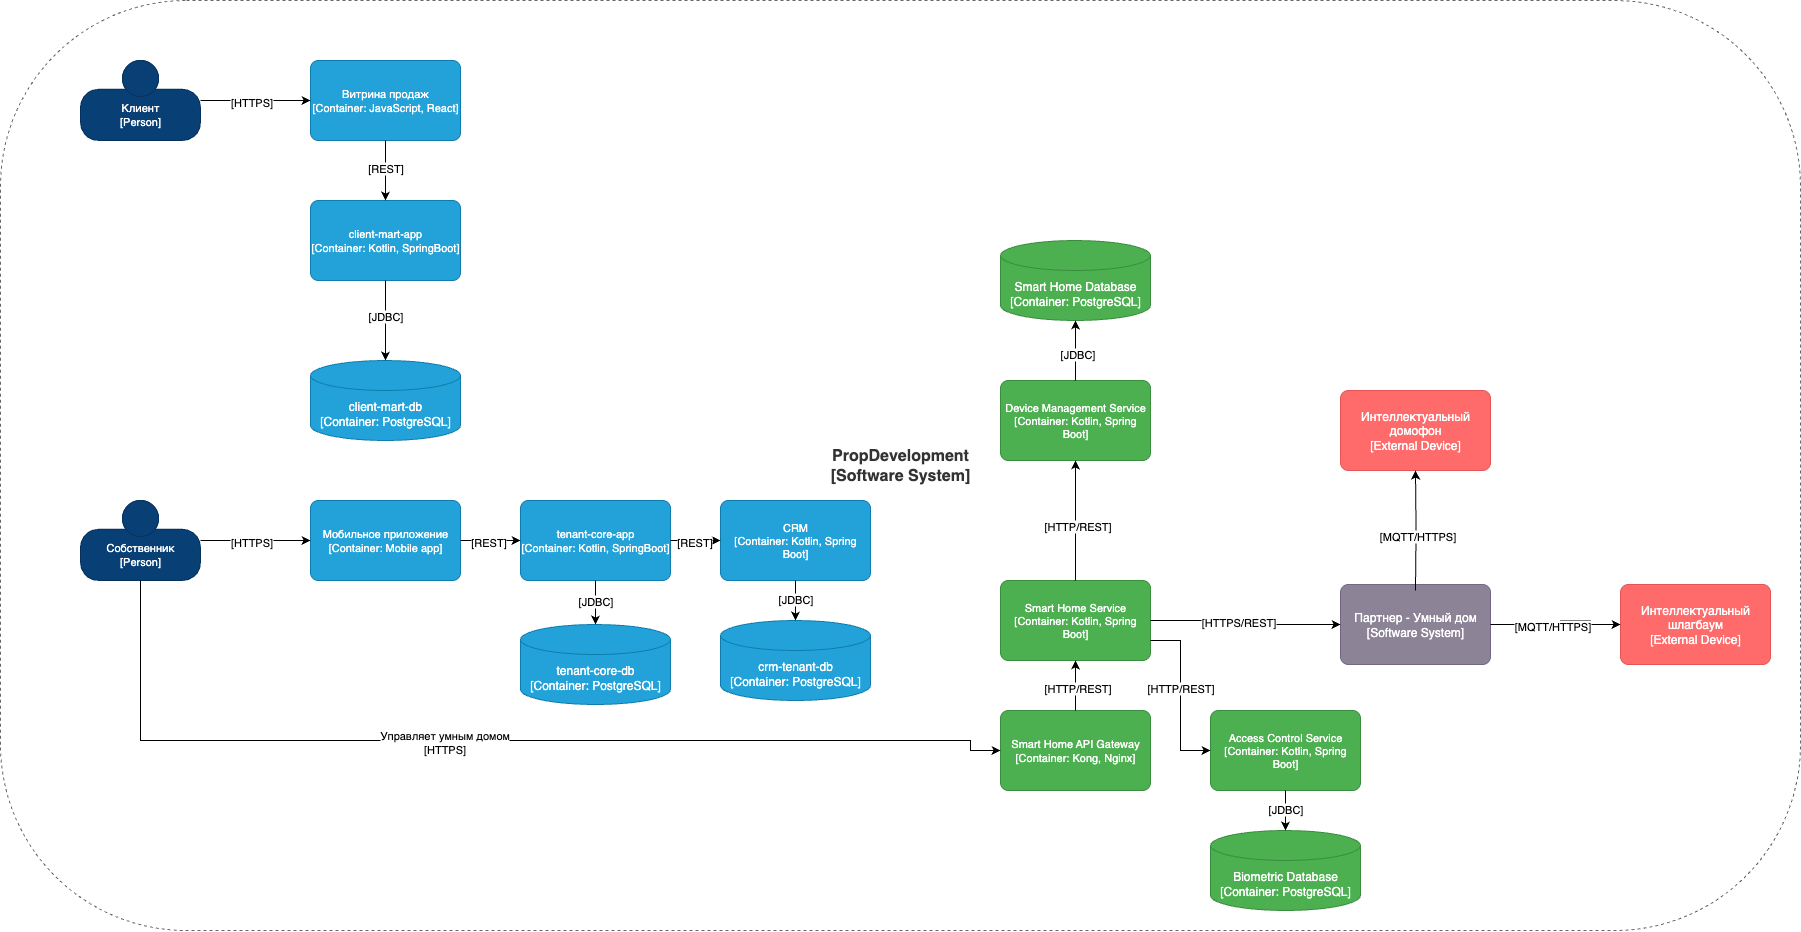 Клиент
[Person]
[HTTPS]
Витрина продаж
[Container: JavaScript, React]
[REST]
client-mart-app
[Container: Kotlin, SpringBoot]
[JDBC]
client-mart-db
[Container: PostgreSQL]
PropDevelopment
[Software System]
Собственник
[Person]
[HTTPS]
Мобильное приложение
[Container: Mobile app]
[REST]
tenant-core-app
[Container: Kotlin, SpringBoot]
[REST]
CRM
[Container: Kotlin, Spring
Boot]
[JDBC]
tenant-core-db
[Container: PostgreSQL]
[JDBC]
crm-tenant-db
[Container: PostgreSQL]
Управляет умным домом
[HTTPS]
Smart Home Database
[Container: PostgreSQL]
[JDBC]
Device Management Service
[Container: Kotlin, Spring
Boot]
[HTTP/REST]
Smart Home Service
[Container: Kotlin, Spring
Boot]
[HTTP/REST]
Smart Home API Gateway
[Container: Kong, Nginx]
[HTTPS/REST]
[HTTP/REST]
Access Control Service
[Container: Kotlin, Spring
Boot]
[JDBC]
Biometric Database
[Container: PostgreSQL]
Интеллектуальный
домофон
[External Device]
[MQTT/HTTPS]
Партнер - Умный дом
[Software System]
[MQTT/HTTPS]
Интеллектуальный
шлагбаум
[External Device]